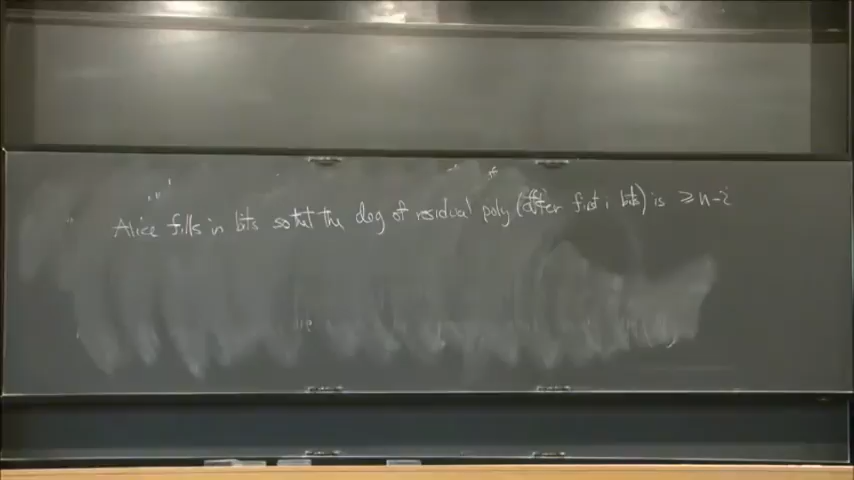 Alice fills in bits so that the deg of residual poly (after first i bits) is ≥ n-i